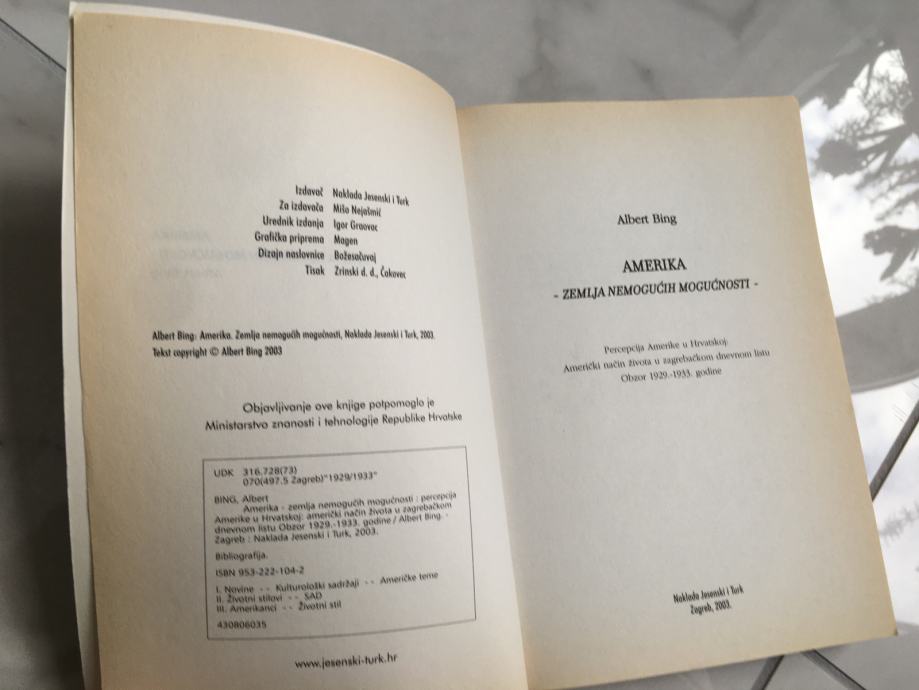 Izdavač Naklada Jesenski i Turk
Za izdavača Mišo Nejašmić
Urednik izdanja Igor Graovac
Grafička priprema Magen
Dizajn naslovnice Božesačuvaj
Tisak Zrinski d. d., Čakovec
Albert Bing: Amerika. Zemlja nemogućih mogućnosti, Naklada Jesenski i Turk, 2003.
Tekst copyright © Albert Bing 2003
Objavljivanje ove knjige potpomoglo je
Ministarstvo znanosti i tehnologije Republike Hrvatske
UDK 316.728(73)
070(497.5 Zagreb)"1929/1933"
BING, Albert
Amerika - zemlja nemogućih mogućnosti : percepcija
Amerike u Hrvatskoj: američki način života u zagrebačkom
dnevnom listu Obzor 1929.-1933. godine / Albert Bing. -
Zagreb : Naklada Jesenski i Turk, 2003.
Bibliografija.
ISBN 953-222-104-2
I. Novine -- Kulturološki sadržaji -- Američke teme
II. Životni stilovi -- SAD
III. Amerikanci -- Životni stil
430806035
www.jesenski-turk.hr
Albert Bing
AMERIKA
- ZEMLJA NEMOGUĆIH MOGUĆNOSTI -
Percepcija Amerike u Hrvatskoj:
Američki način života u zagrebačkom dnevnom listu
Obzor 1929.-1933. godine
Naklada Jesenski i Turk
Zagreb, 2003.